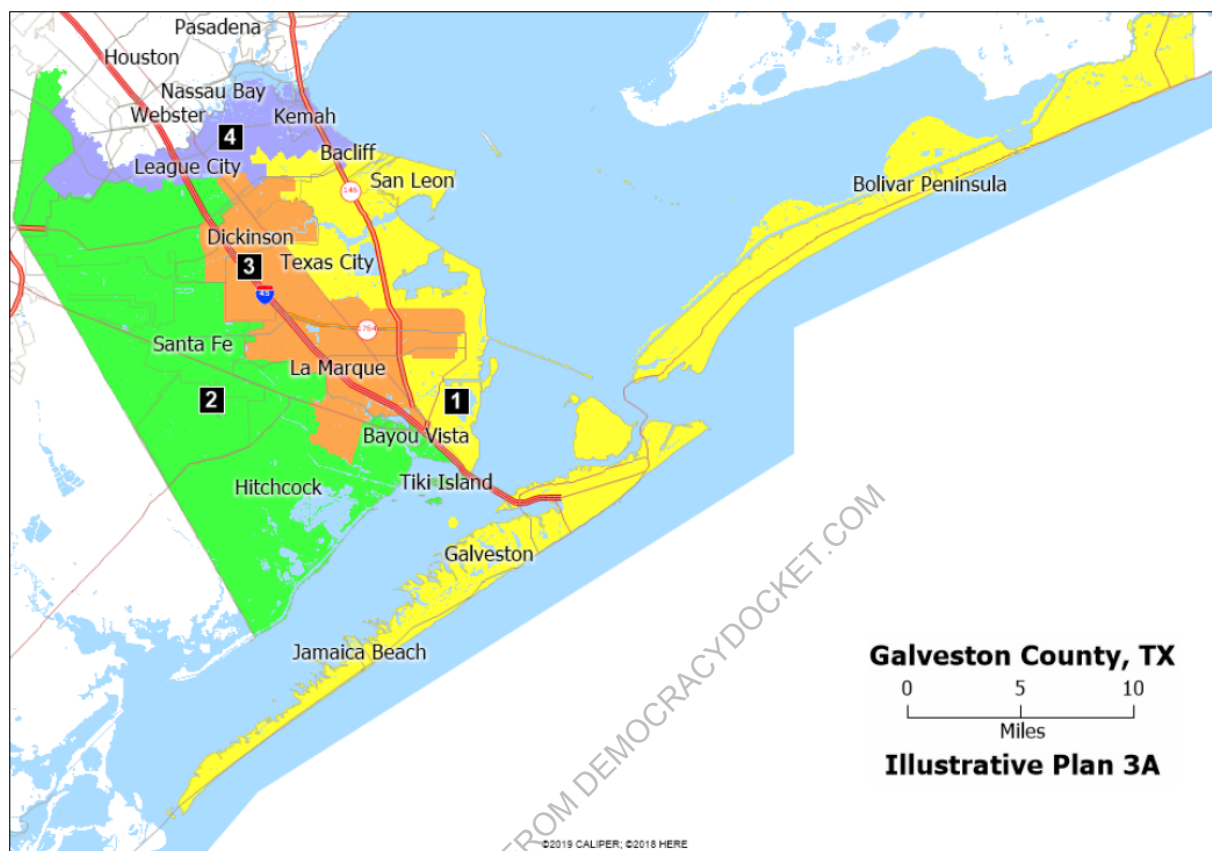 Pasadena
Houston
Nassau Bay
Webster
Kemah
4
Bacliff
League City
San Leon
146
Bolivar Peninsula
Dickinson
Texas City
3
45
1764
Santa Fe
La Marque
2
1
Bayou Vista
Tiki Island
Hitchcock
Galveston
Jamaica Beach
Galveston County, TX
0 5 10
Miles
Illustrative Plan 3A
FROM DEMOCRACYDOCKET.COM
©2019 CALIPER; ©2018 HERE